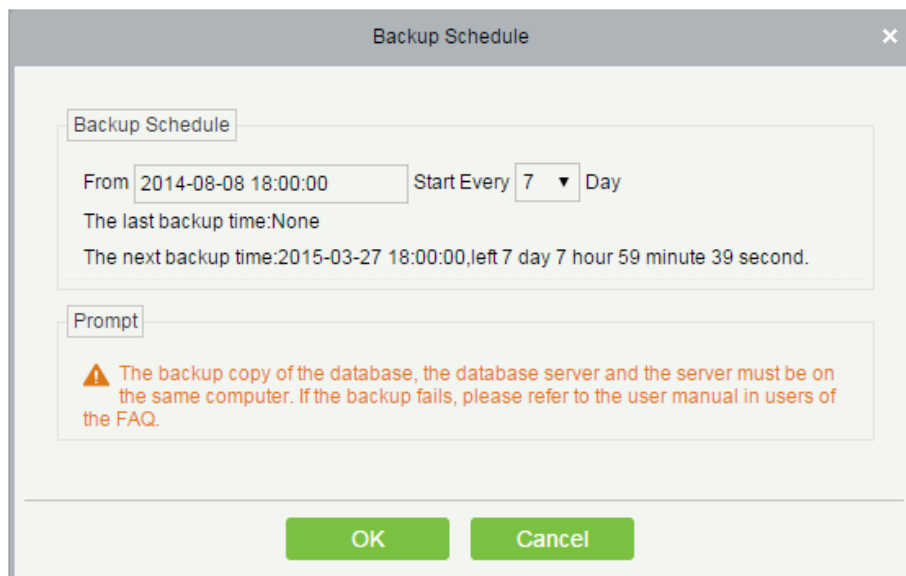 Backup Schedule
Backup Schedule
From 2014-08-08 18:00:00 Start Every 7 Day
The last backup time:None
The next backup time:2015-03-27 18:00:00,left 7 day 7 hour 59 minute 39 second.
Prompt
The backup copy of the database, the database server and the server must be on
the same computer. If the backup fails, please refer to the user manual in users of
the FAQ.
OK Cancel